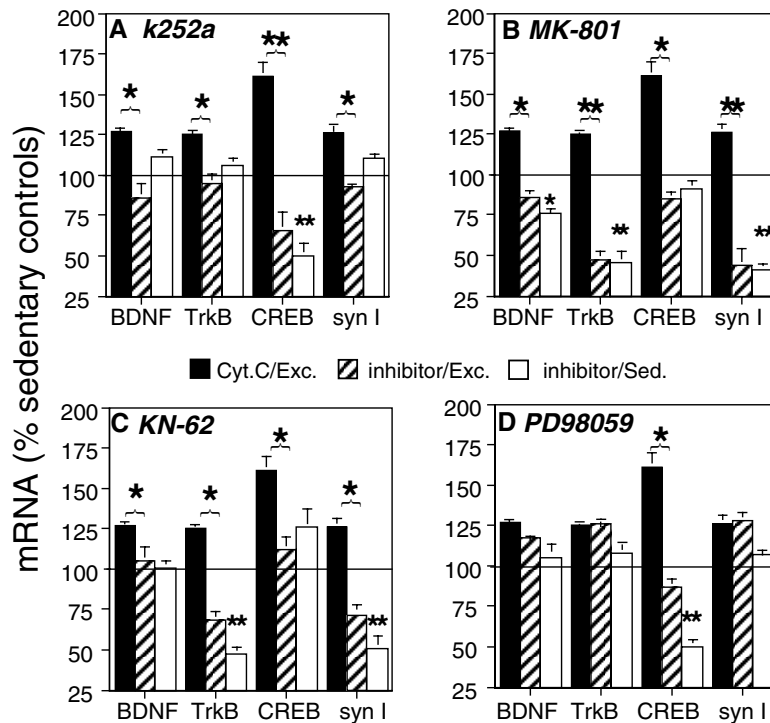 mRNA (% sedentary controls)
A k252a
200
175
150
125
100
75
50
25
* * ** * **
BDNF TrkB CREB syn I
B MK-801
200
175
150
125
100
75
50
25
* ** * ** * ** **
BDNF TrkB CREB syn I
Cyt.C/Exc. inhibitor/Exc. inhibitor/Sed.
C KN-62
200
175
150
125
100
75
50
25
* * * * ** **
BDNF TrkB CREB syn I
D PD98059
200
175
150
125
100
75
50
25
* **
BDNF TrkB CREB syn I